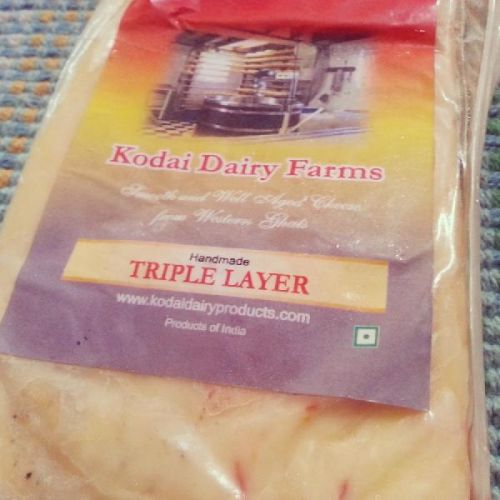 Kodai Dairy Farms
Smooth and Well Aged Cheese
from Western Ghats
Handmade
TRIPLE LAYER
www.kodaidairyproducts.com
Products of India